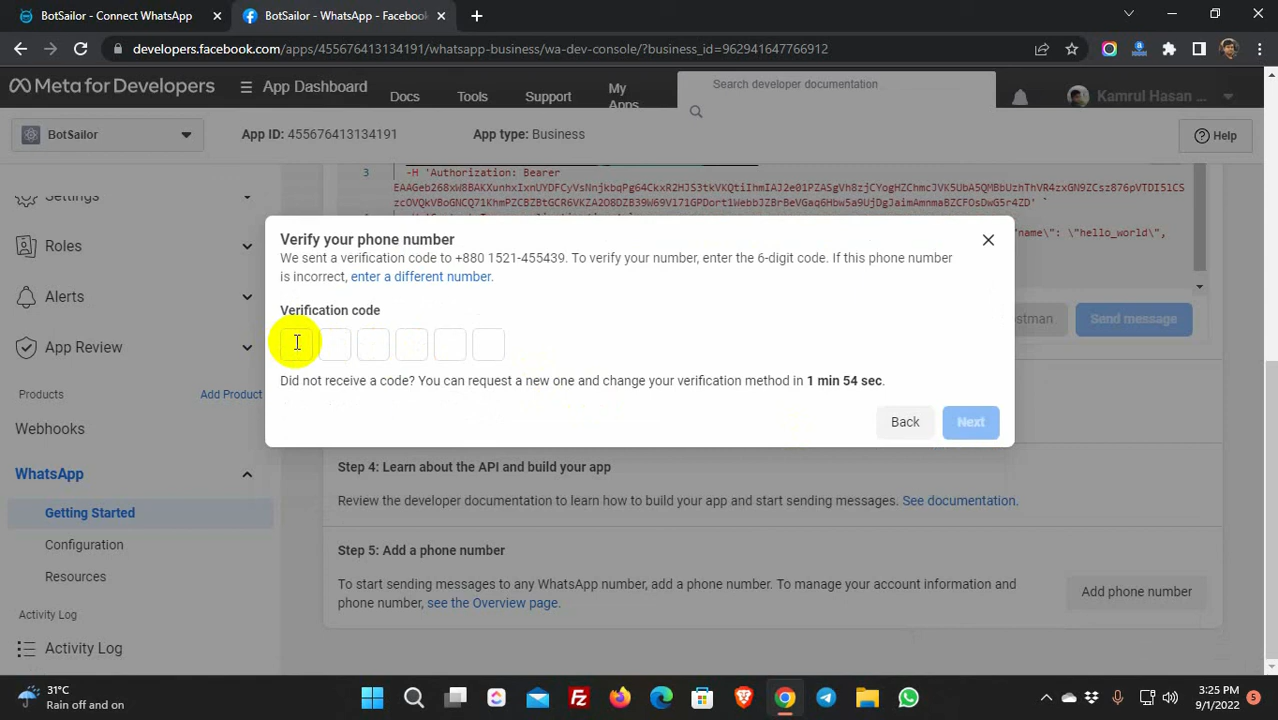 BotSailor - Connect WhatsApp
BotSailor - WhatsApp - Facebook
developers.facebook.com/apps/455676413134191/whatsapp-business/wa-dev-console/?business_id=962941647766912
Meta for Developers
App Dashboard
Docs
Tools
Support
My Apps
Search developer documentation
Kamrul Hasan ...
BotSailor
App ID: 455676413134191
App type: Business
Help
Settings
Roles
Alerts
App Review
Products
Add Product
Webhooks
WhatsApp
Getting Started
Configuration
Resources
Activity Log
Activity Log
3
-H 'Authorization: Bearer
name\": \"hello_world\",
Send message
Verify your phone number
We sent a verification code to +880 1521-455439. To verify your number, enter the 6-digit code. If this phone number
is incorrect, enter a different number.
Verification code
Did not receive a code? You can request a new one and change your verification method in 1 min 54 sec.
Back
Next
Step 4: Learn about the API and build your app
Review the developer documentation to learn how to build your app and start sending messages. See documentation.
Step 5: Add a phone number
To start sending messages to any WhatsApp number, add a phone number. To manage your account information and
phone number, see the Overview page.
Add phone number
31°C
Rain off and on
3:25 PM
9/1/2022
5